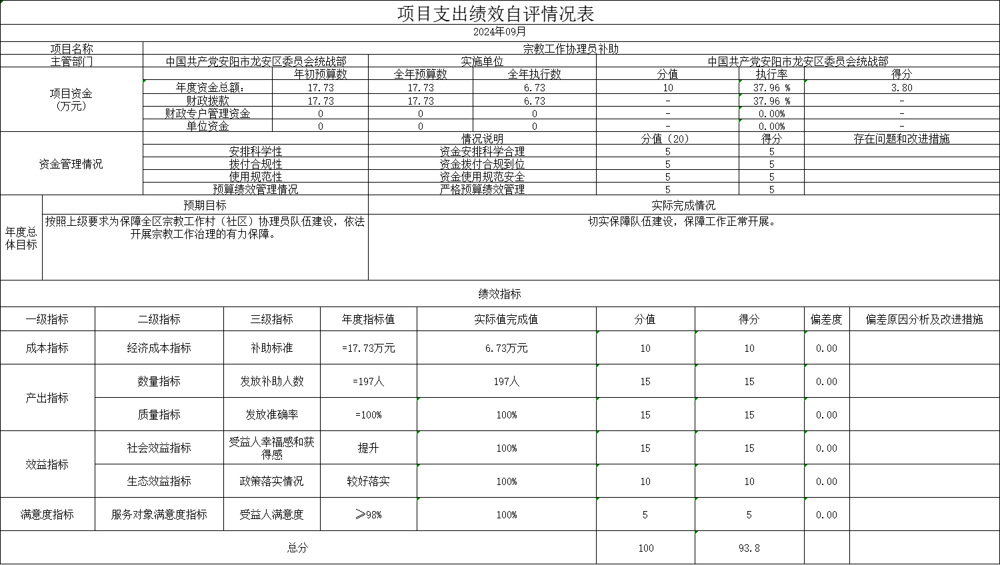 项目支出绩效自评情况表
2024年09月
项目名称 宗教工作协理员补助
主管部门 中国共产党安阳市龙安区委员会统战部 实施单位 中国共产党安阳市龙安区委员会统战部
项目资金
(万元)
年初预算数 全年预算数 全年执行数 分值 执行率 得分
年度资金总额： 17.73 17.73 6.73 10 37.96 % 3.80
财政拨款 17.73 17.73 6.73 - 37.96 % -
财政专户管理资金 0 0 0 - 0.00% -
单位资金 0 0 0 - 0.00% -
资金管理情况
情况说明 分值（20） 得分 存在问题和改进措施
安排科学性 资金安排科学合理 5 5
拨付合规性 资金拨付合规到位 5 5
使用规范性 资金使用规范安全 5 5
预算绩效管理情况 严格预算绩效管理 5 5
年度总
体目标
预期目标 实际完成情况
按照上级要求为保障全区宗教工作村（社区）协理员队伍建设，依法
开展宗教工作治理的有力保障。
切实保障队伍建设，保障工作正常开展。
绩效指标
一级指标 二级指标 三级指标 年度指标值 实际值完成值 分值 得分 偏差度 偏差原因分析及改进措施
成本指标 经济成本指标 补助标准 =17.73万元 6.73万元 10 10 0.00
产出指标
数量指标 发放补助人数 =197人 197人 15 15 0.00
质量指标 发放准确率 =100% 100% 15 15 0.00
效益指标
社会效益指标 受益人幸福感和获
得感 提升 100% 15 15 0.00
生态效益指标 政策落实情况 较好落实 100% 10 10 0.00
满意度指标 服务对象满意度指标 受益人满意度 ≥98% 100% 5 5 0.00
总分 100 93.8